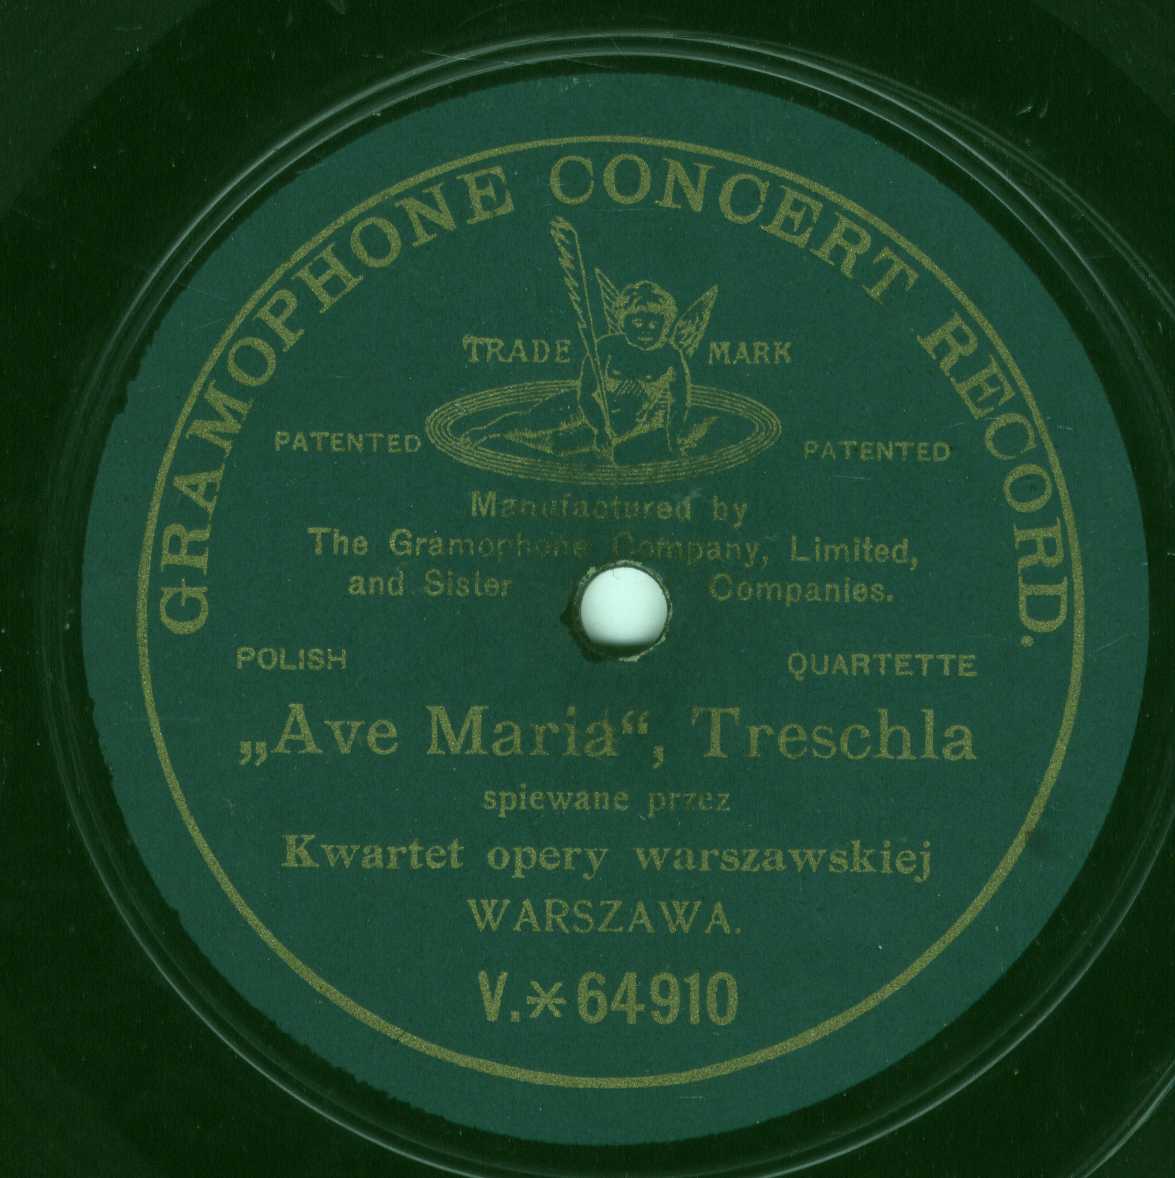 GRAMOPHONE CONCERT RECORD.
TRADE MARK
PATENTED PATENTED
Manufactured by
The Gramophone Company, Limited,
and Sister Companies.
POLISH QUARTETTE
„Ave Maria“, Treschla
spiewane przez
Kwartet opery warszawskiej
WARSZAWA.
V.* 64910